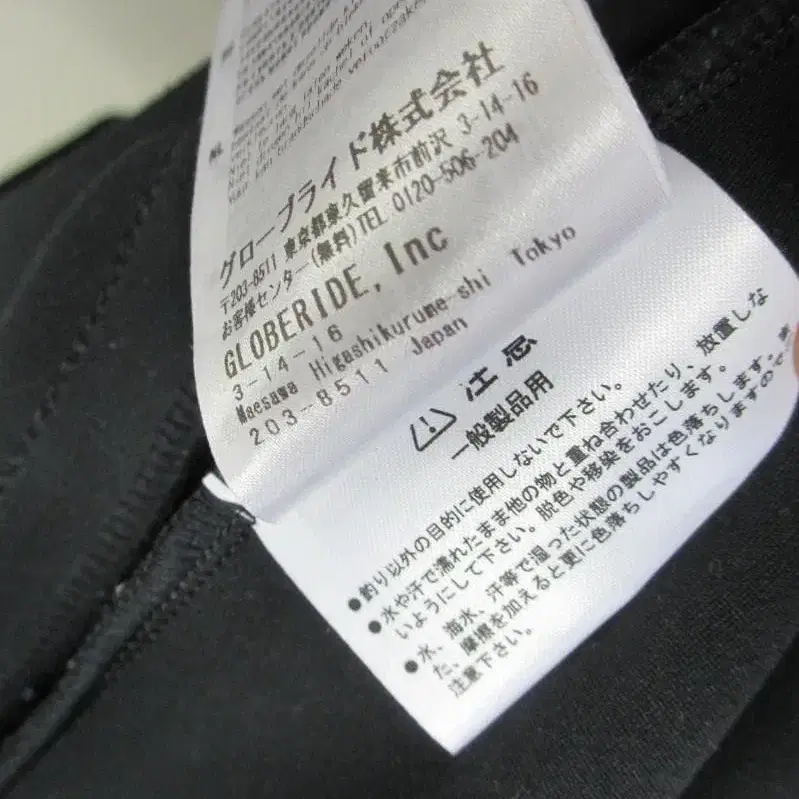 NL
グローブライド株式会社
〒203-8511 東京都東久留米市前沢 3-14-16
お客様センター(無料)TEL 0120-506-204
GLOBERIDE, Inc
3-14-16
Maesawa Higashikurume-shi Tokyo
203-8511 Japan
注意
一般製品用
●釣り以外の目的に使用しないで下さい。
●水や汗で濡れたまま他の物と重ね合わせたり、放置しな
いようにして下さい。脱色や移染をおこします。
●水、海水、汗等で湿った状態の製品は色落ちします。ま
た、摩擦を加えると更に色落ちしやすくなりますので
注意下さい。